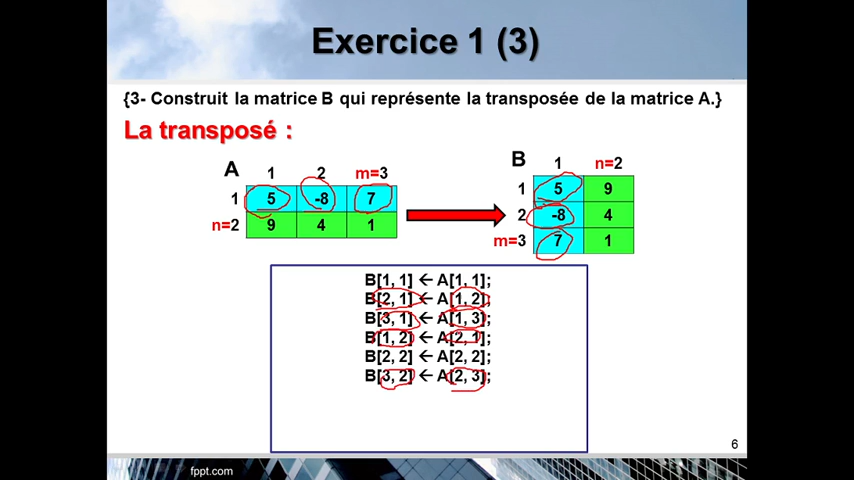 Exercice 1 (3)
{3- Construit la matrice B qui représente la transposée de la matrice A.}
La transposé :
A 1 2 m=3
1 5 -8 7
n=2 9 4 1
B 1 n=2
1 5 9
2 -8 4
m=3 7 1
B[1, 1] ← A[1, 1];
B[2, 1] ← A[1, 2];
B[3, 1] ← A[1, 3];
B[1, 2] ← A[2, 1];
B[2, 2] ← A[2, 2];
B[3, 2] ← A[2, 3];
6
fppt.com